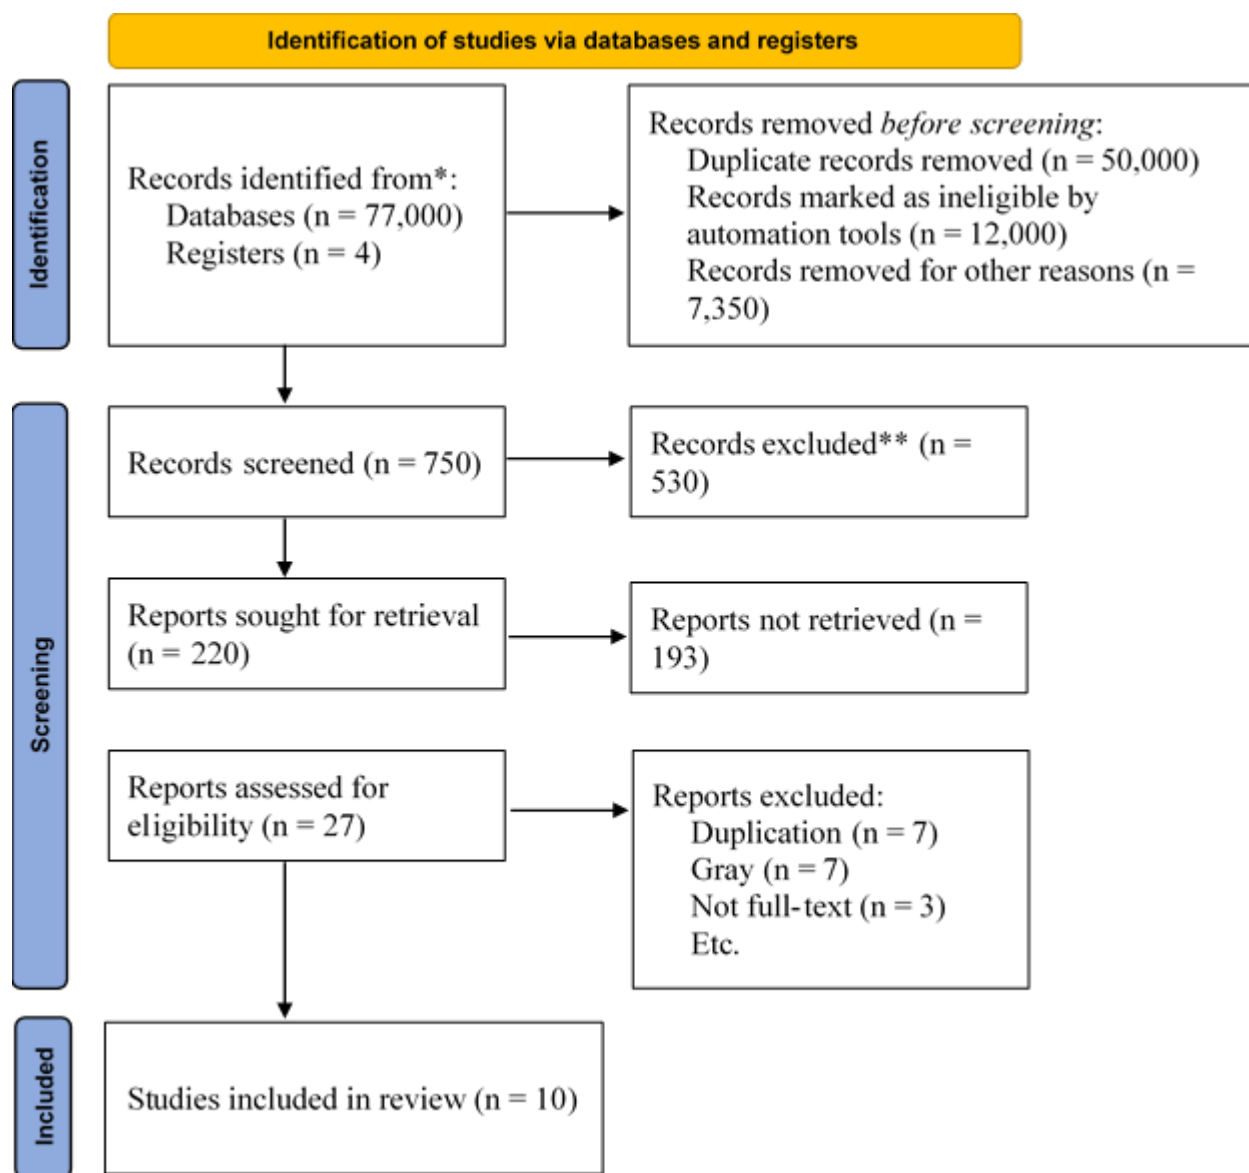 Identification of studies via databases and registers
Identification
Records identified from*:
Databases (n = 77,000)
Registers (n = 4)
Records removed before screening:
Duplicate records removed (n = 50,000)
Records marked as ineligible by
automation tools (n = 12,000)
Records removed for other reasons (n =
7,350)
Screening
Records screened (n = 750)
Records excluded** (n =
530)
Reports sought for retrieval
(n = 220)
Reports not retrieved (n =
193)
Reports assessed for
eligibility (n = 27)
Reports excluded:
Duplication (n = 7)
Gray (n = 7)
Not full-text (n = 3)
Etc.
Included
Studies included in review (n = 10)